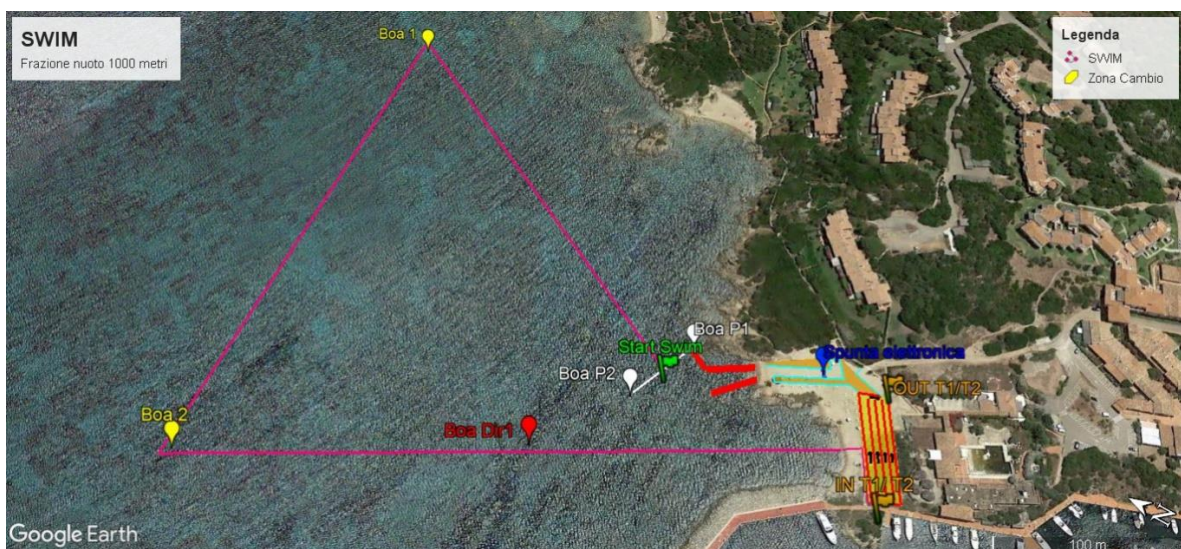 SWIM
Frazione nuoto 1000 metri
Boa 1
Legenda
SWIM
Zona Cambio
Boa P1
Start Swim
Spunta elettronica
Boa P2
OUT T1/T2
Boa 2
Boa Dir1
IN T1/ T2
N
Google Earth
100 m